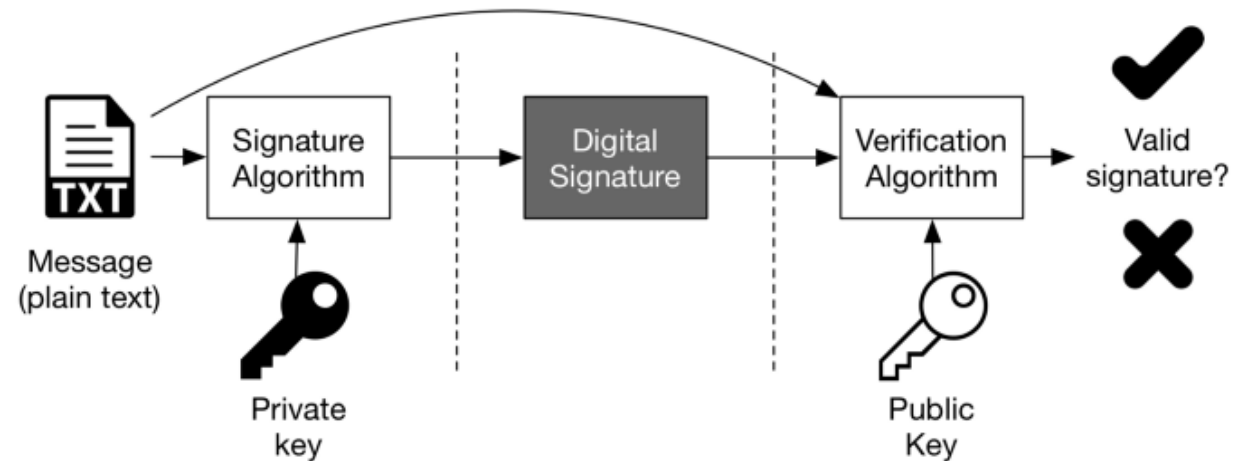 TXT
Message
(plain text)
Signature
Algorithm
Private
key
Digital
Signature
Verification
Algorithm
Public
Key
Valid
signature?